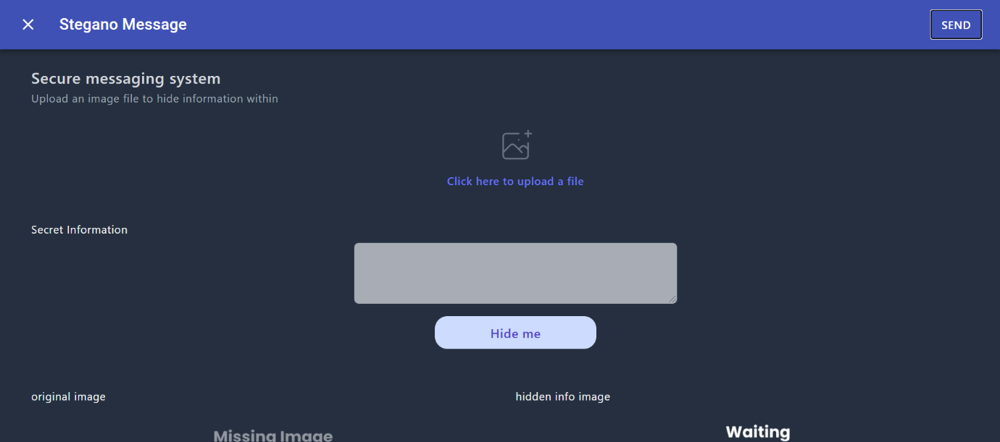 Stegano Message
SEND
Secure messaging system
Upload an image file to hide information within
Click here to upload a file
Secret Information
Hide me
original image
hidden info image
Missing Image
Waiting